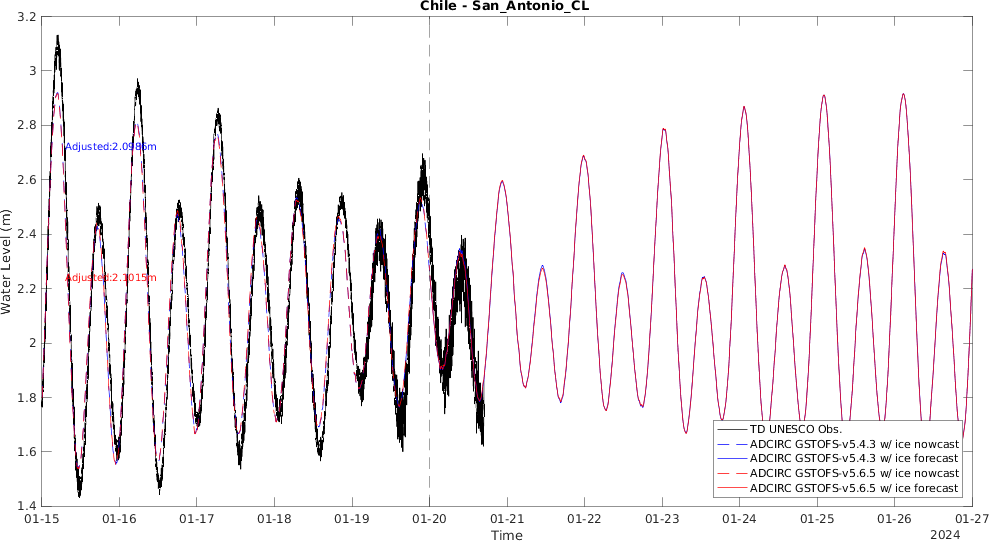 Chile - San_Antonio_CL
3.2
3
2.8
2.6
2.4
2.2
2
1.8
1.6
1.4
Water Level (m)
Adjusted:2.0986m
Adjusted:2.1015m
TD UNESCO Obs.
ADCIRC GSTOFS-v5.4.3 w/ ice nowcast
ADCIRC GSTOFS-v5.4.3 w/ ice forecast
ADCIRC GSTOFS-v5.6.5 w/ ice nowcast
ADCIRC GSTOFS-v5.6.5 w/ ice forecast
01-15 01-16 01-17 01-18 01-19 01-20 01-21 01-22 01-23 01-24 01-25 01-26 01-27
Time
2024